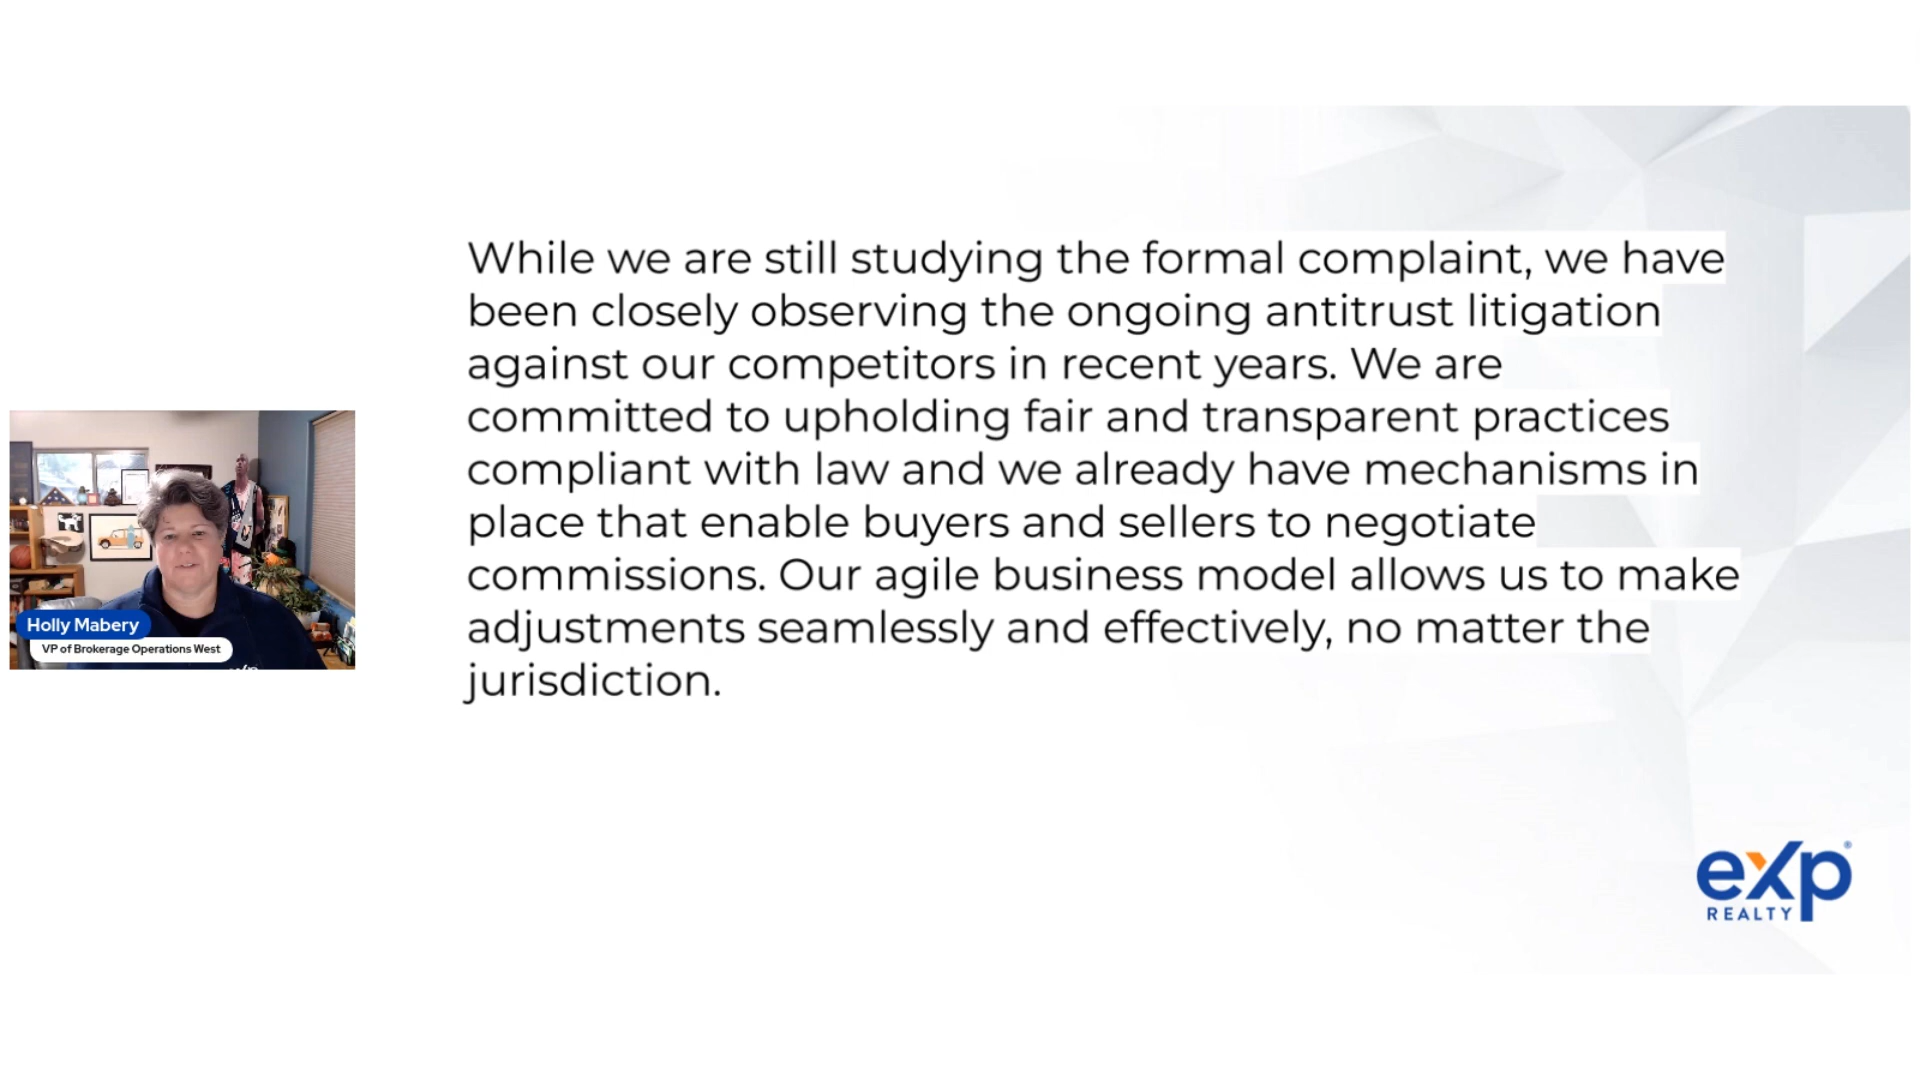 While we are still studying the formal complaint, we have
been closely observing the ongoing antitrust litigation
against our competitors in recent years. We are
committed to upholding fair and transparent practices
compliant with law and we already have mechanisms in
place that enable buyers and sellers to negotiate
commissions. Our agile business model allows us to make
adjustments seamlessly and effectively, no matter the
jurisdiction.
Holly Mabery
VP of Brokerage Operations West
eXp®
REALTY